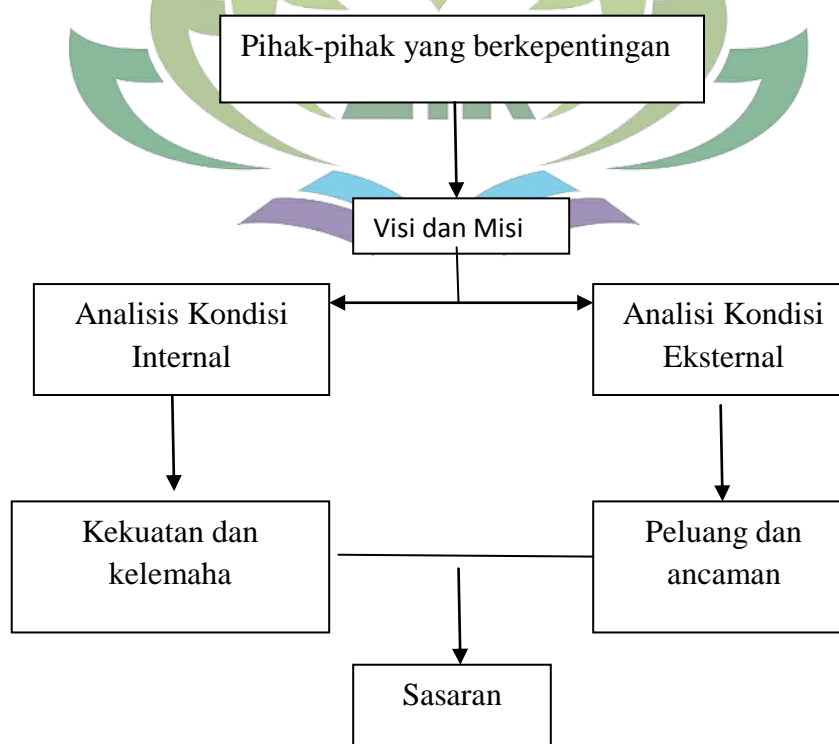 Pihak-pihak yang berkepentingan
Visi dan Misi
Analisis Kondisi
Internal
Analisi Kondisi
Eksternal
Kekuatan dan
kelemaha
Peluang dan
ancaman
Sasaran